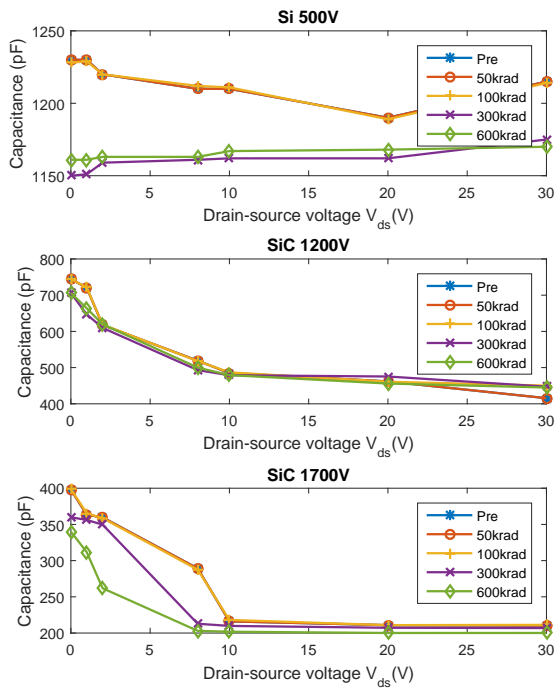 Si 500V
1250
1200
1150
Capacitance (pF)
Pre
50krad
100krad
300krad
600krad
0 5 10 15 20 25 30
Drain-source voltage V_ds(V)
SiC 1200V
800
700
600
500
400
Capacitance (pF)
Pre
50krad
100krad
300krad
600krad
0 5 10 15 20 25 30
Drain-source voltage V_ds(V)
SiC 1700V
400
350
300
250
200
Capacitance (pF)
Pre
50krad
100krad
300krad
600krad
0 5 10 15 20 25 30
Drain-source voltage V_ds(V)